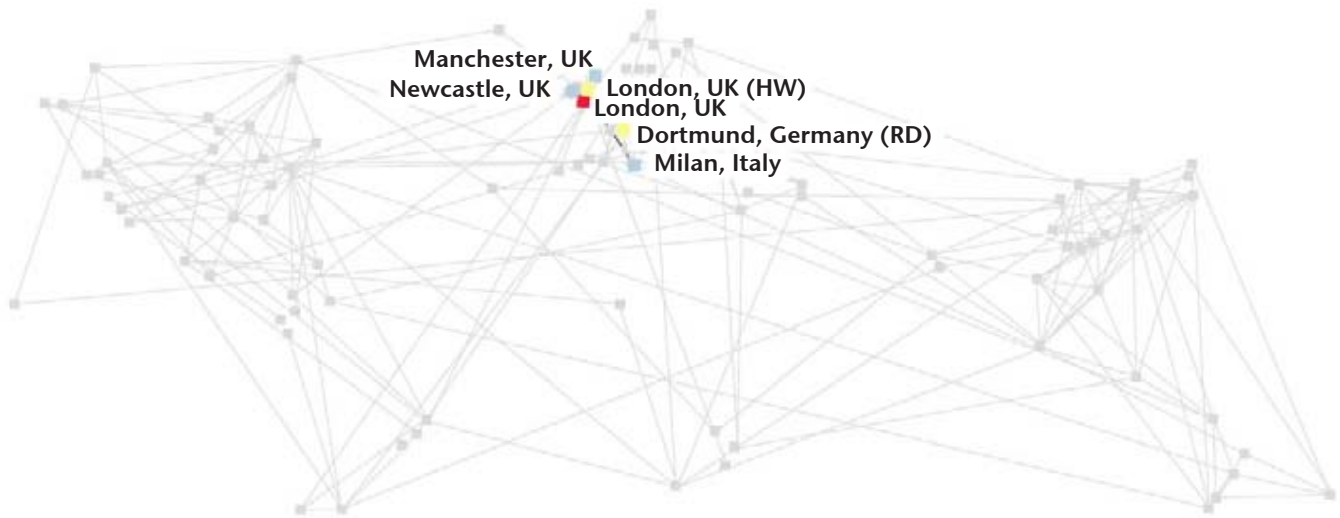 Manchester, UK
Newcastle, UK
London, UK (HW)
London, UK
Dortmund, Germany (RD)
Milan, Italy